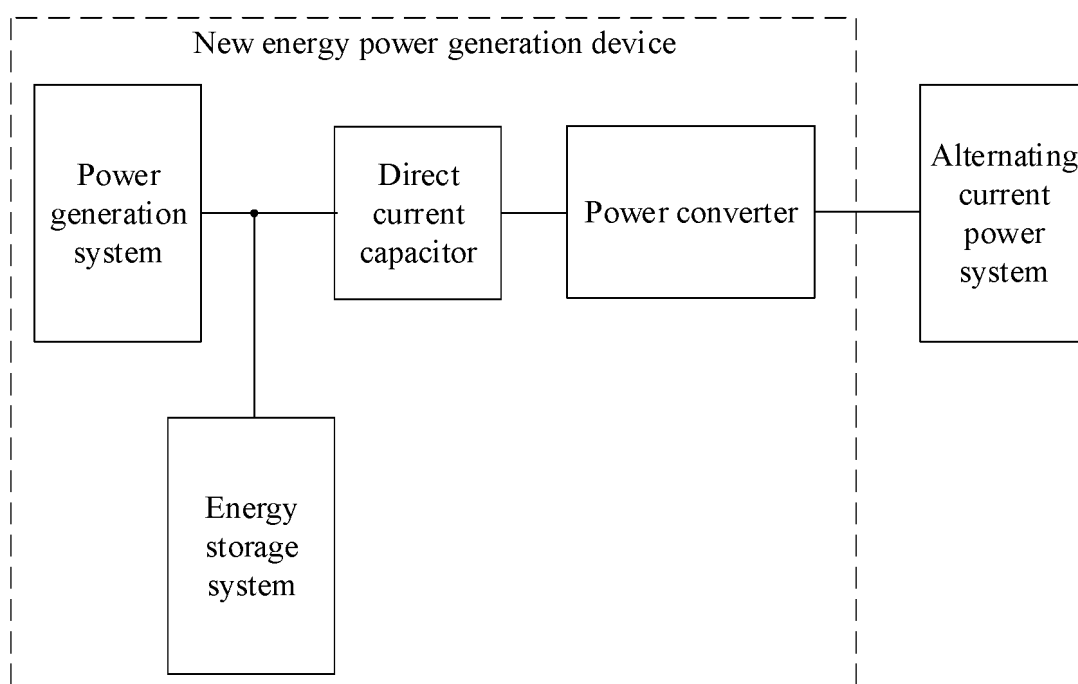 New energy power generation device
Power
generation
system
Direct
current
capacitor
Power converter
Alternating
current
power
system
Energy
storage
system